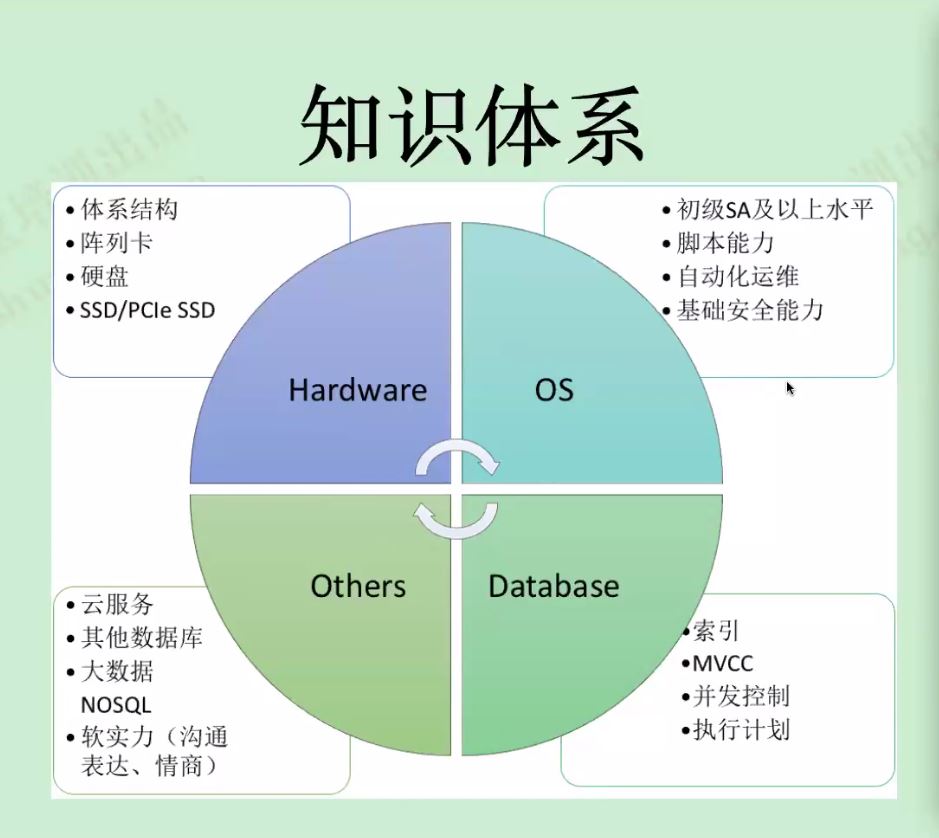 知识体系
• 体系结构
• 阵列卡
• 硬盘
• SSD/PCIe SSD
• 初级SA及以上水平
• 脚本能力
• 自动化运维
• 基础安全能力
Hardware
OS
Others
Database
• 云服务
• 其他数据库
• 大数据
NOSQL
• 软实力（沟通
表达、情商）
•索引
•MVCC
•并发控制
•执行计划